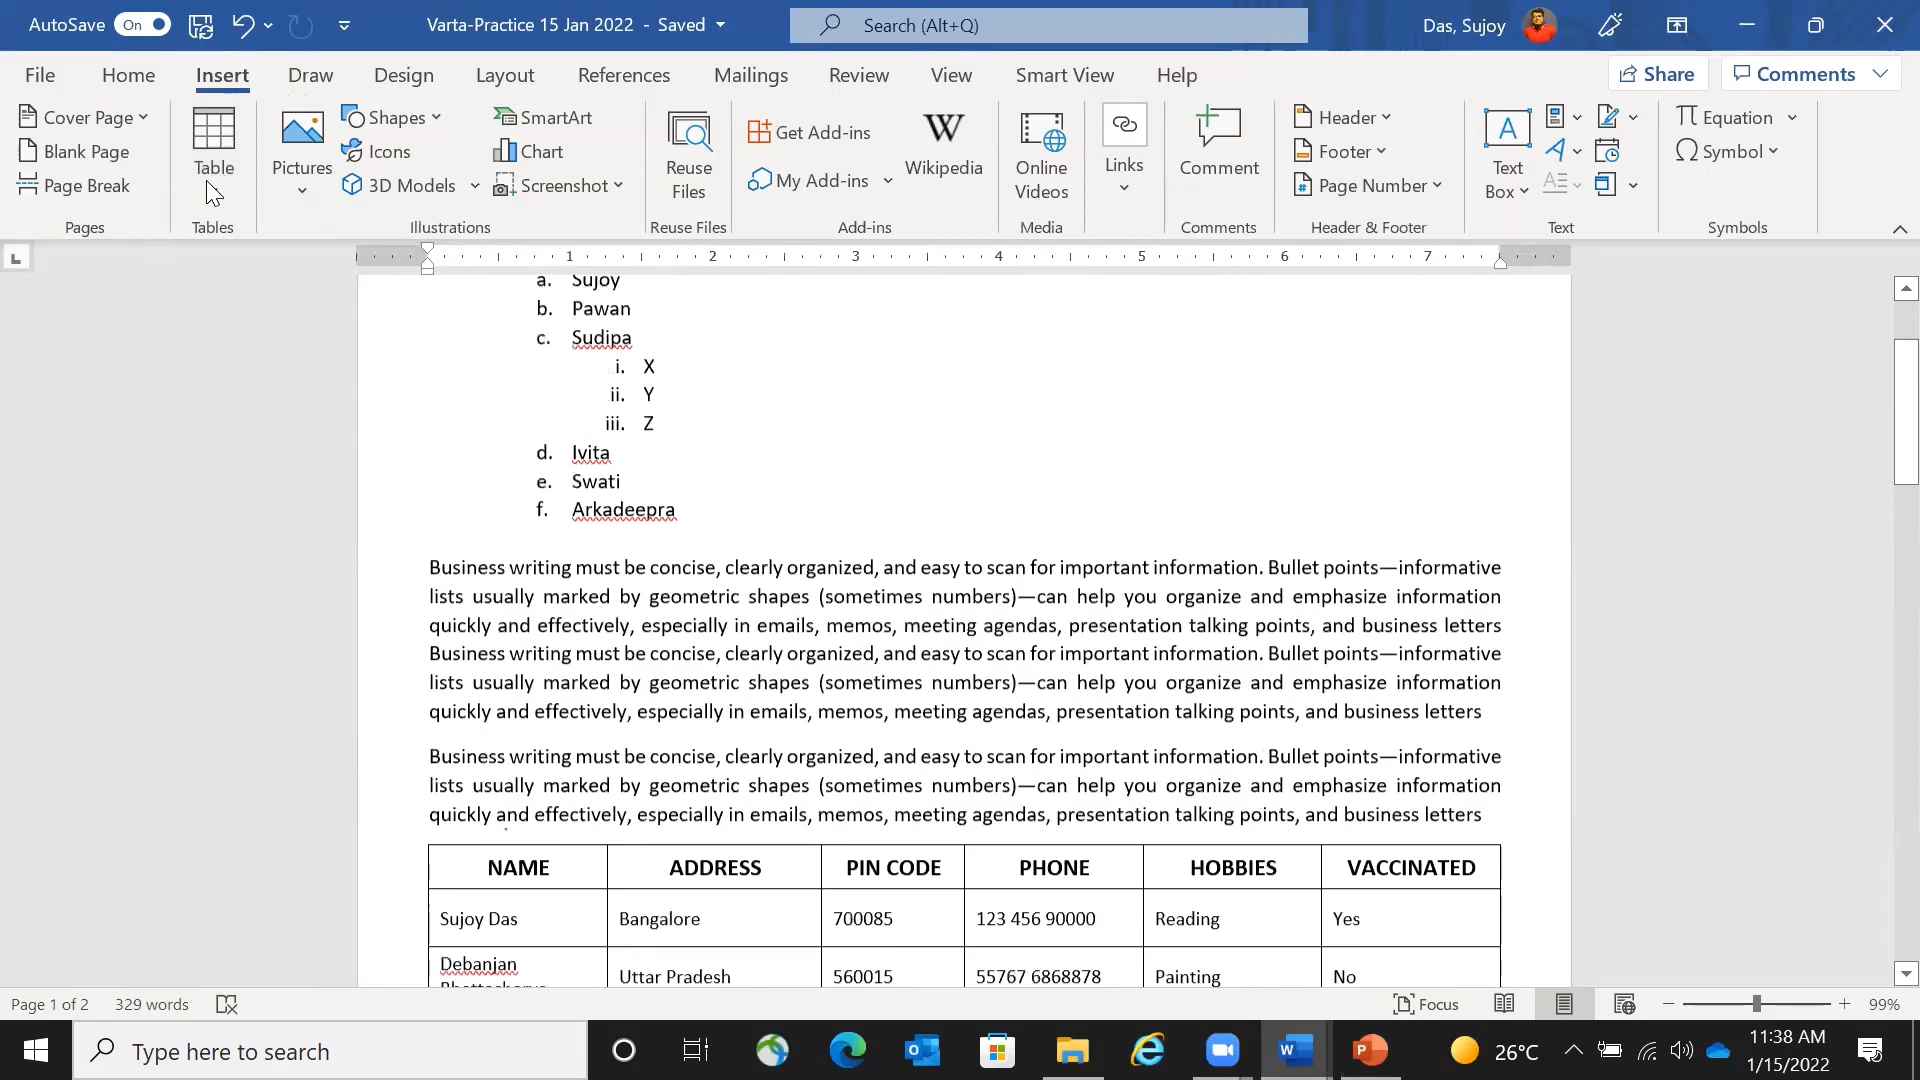 AutoSave On Varta-Practice 15 Jan 2022 - Saved Search (Alt+Q) Das, Sujoy
File Home Insert Draw Design Layout References Mailings Review View Smart View Help Share Comments
Cover Page
Blank Page
Page Break
Pages
Table
Tables
Pictures
Shapes
Icons
3D Models
SmartArt
Chart
Screenshot
Illustrations
Reuse
Files
Reuse Files
Get Add-ins
My Add-ins
Wikipedia
Add-ins
Online
Videos
Media
Links
Comment
Comments
Header
Footer
Page Number
Header & Footer
Text
Box
Text
Equation
Symbol
Symbols
1 2 3 4 5 6 7
a. Sujoy
b. Pawan
c. Sudipa
i. X
ii. Y
iii. Z
d. Ivita
e. Swati
f. Arkadeepra
Business writing must be concise, clearly organized, and easy to scan for important information. Bullet points—informative
lists usually marked by geometric shapes (sometimes numbers)—can help you organize and emphasize information
quickly and effectively, especially in emails, memos, meeting agendas, presentation talking points, and business letters
Business writing must be concise, clearly organized, and easy to scan for important information. Bullet points—informative
lists usually marked by geometric shapes (sometimes numbers)—can help you organize and emphasize information
quickly and effectively, especially in emails, memos, meeting agendas, presentation talking points, and business letters
Business writing must be concise, clearly organized, and easy to scan for important information. Bullet points—informative
lists usually marked by geometric shapes (sometimes numbers)—can help you organize and emphasize information
quickly and effectively, especially in emails, memos, meeting agendas, presentation talking points, and business letters
NAME ADDRESS PIN CODE PHONE HOBBIES VACCINATED
Sujoy Das Bangalore 700085 123 456 90000 Reading Yes
Debanjan Uttar Pradesh 560015 55767 6868878 Painting No
Page 1 of 2 329 words Focus 99%
Type here to search 26°C 11:38 AM
1/15/2022